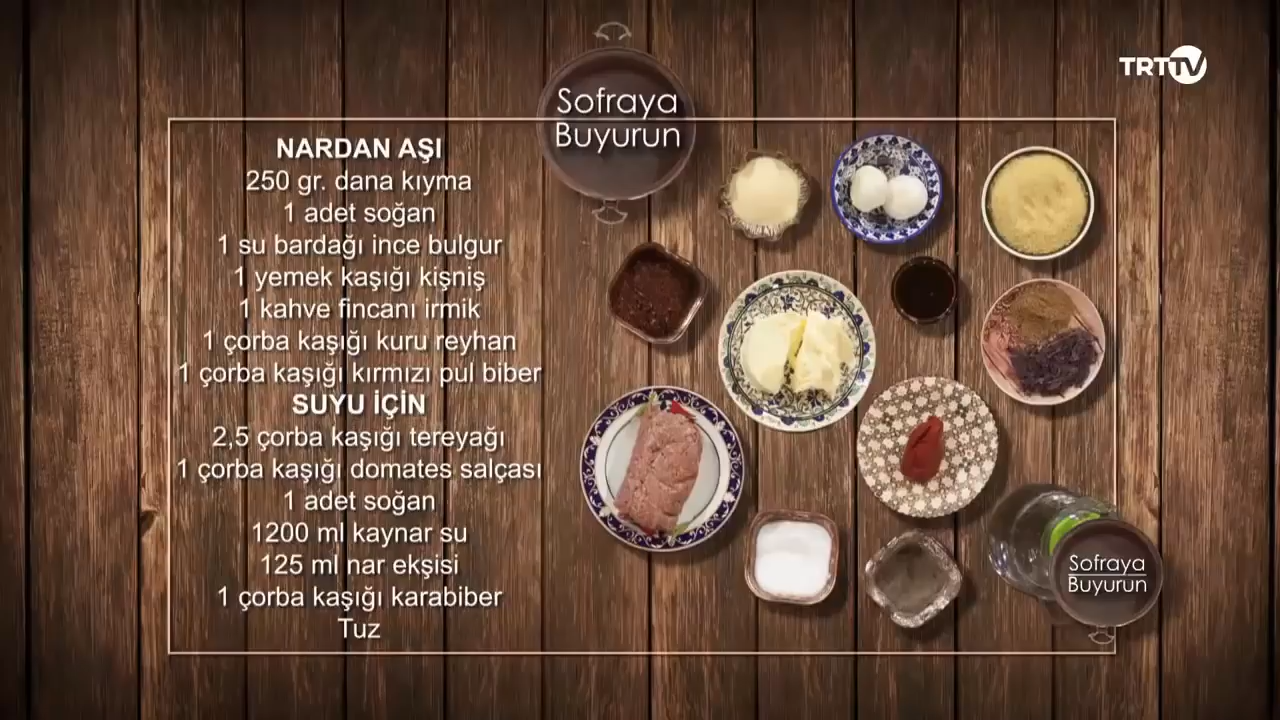 TRT TV
Sofraya
Buyurun
NARDAN AŞI
250 gr. dana kıyma
1 adet soğan
1 su bardağı ince bulgur
1 yemek kaşığı kişniş
1 kahve fincanı irmik
1 çorba kaşığı kuru reyhan
1 çorba kaşığı kırmızı pul biber
SUYU İÇİN
2,5 çorba kaşığı tereyağı
1 çorba kaşığı domates salçası
1 adet soğan
1200 ml kaynar su
125 ml nar ekşisi
1 çorba kaşığı karabiber
Tuz
Sofraya
Buyurun